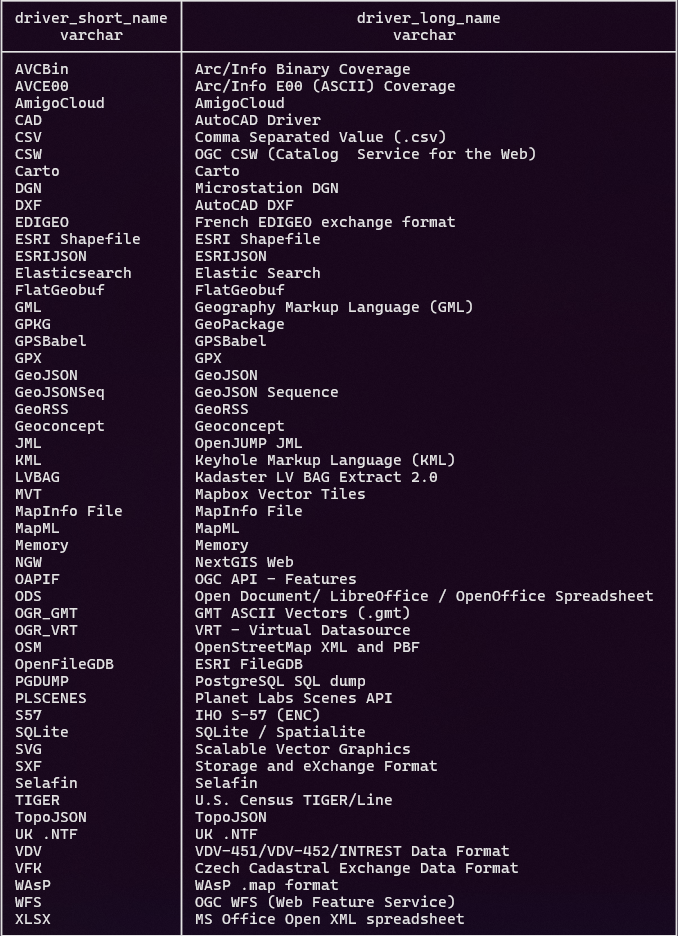 driver_short_name driver_long_name
varchar varchar
AVCBin Arc/Info Binary Coverage
AVCE00 Arc/Info E00 (ASCII) Coverage
AmigoCloud AmigoCloud
CAD AutoCAD Driver
CSV Comma Separated Value (.csv)
CSW OGC CSW (Catalog  Service for the Web)
Carto Carto
DGN Microstation DGN
DXF AutoCAD DXF
EDIGEO French EDIGEO exchange format
ESRI Shapefile ESRI Shapefile
ESRIJSON ESRIJSON
Elasticsearch Elastic Search
FlatGeobuf FlatGeobuf
GML Geography Markup Language (GML)
GPKG GeoPackage
GPSBabel GPSBabel
GPX GPX
GeoJSON GeoJSON
GeoJSONSeq GeoJSON Sequence
GeoRSS GeoRSS
Geoconcept Geoconcept
JML OpenJUMP JML
KML Keyhole Markup Language (KML)
LVBAG Kadaster LV BAG Extract 2.0
MVT Mapbox Vector Tiles
MapInfo File MapInfo File
MapML MapML
Memory Memory
NGW NextGIS Web
OAPIF OGC API - Features
ODS Open Document/ LibreOffice / OpenOffice Spreadsheet
OGR_GMT GMT ASCII Vectors (.gmt)
OGR_VRT VRT - Virtual Datasource
OSM OpenStreetMap XML and PBF
OpenFileGDB ESRI FileGDB
PGDUMP PostgreSQL SQL dump
PLSCENES Planet Labs Scenes API
S57 IHO S-57 (ENC)
SQLite SQLite / Spatialite
SVG Scalable Vector Graphics
SXF Storage and eXchange Format
Selafin Selafin
TIGER U.S. Census TIGER/Line
TopoJSON TopoJSON
UK .NTF UK .NTF
VDV VDV-451/VDV-452/INTREST Data Format
VFK Czech Cadastral Exchange Data Format
WAsP WAsP .map format
WFS OGC WFS (Web Feature Service)
XLSX MS Office Open XML spreadsheet